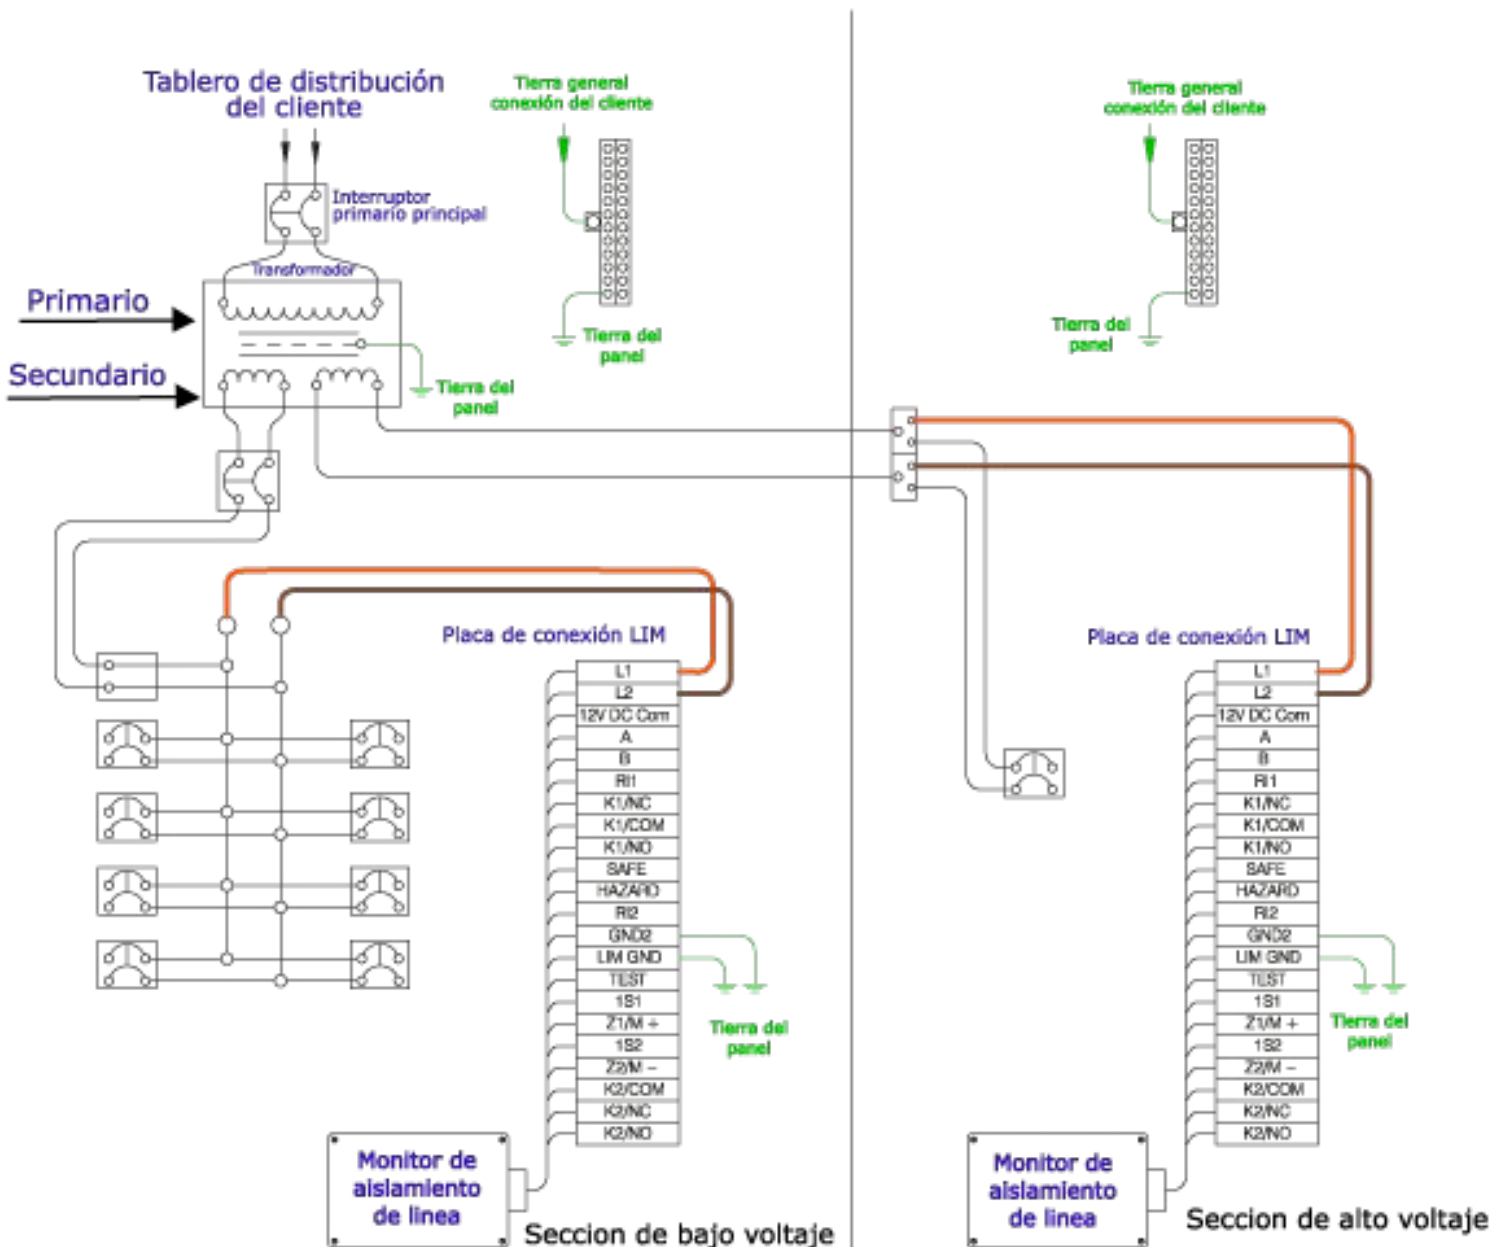 Tablero de distribución
del cliente
Tierra general
conexión del cliente
Interruptor
primario principal
Transformador
Primario
Secundario
Tierra del
panel
Tierra del
panel
Placa de conexión LIM
L1
L2
12V DC Com
A
B
RI1
K1/NC
K1/COM
K1/NO
SAFE
HAZARD
RI2
GND2
LIM GND
TEST
1S1
Z1/M +
1S2
Z2/M −
K2/COM
K2/NC
K2/NO
Tierra del
panel
Monitor de
aislamiento
de linea
Seccion de bajo voltaje
Tierra general
conexión del cliente
Tierra del
panel
Placa de conexión LIM
L1
L2
12V DC Com
A
B
RI1
K1/NC
K1/COM
K1/NO
SAFE
HAZARD
RI2
GND2
LIM GND
TEST
1S1
Z1/M +
1S2
Z2/M −
K2/COM
K2/NC
K2/NO
Tierra del
panel
Monitor de
aislamiento
de linea
Seccion de alto voltaje